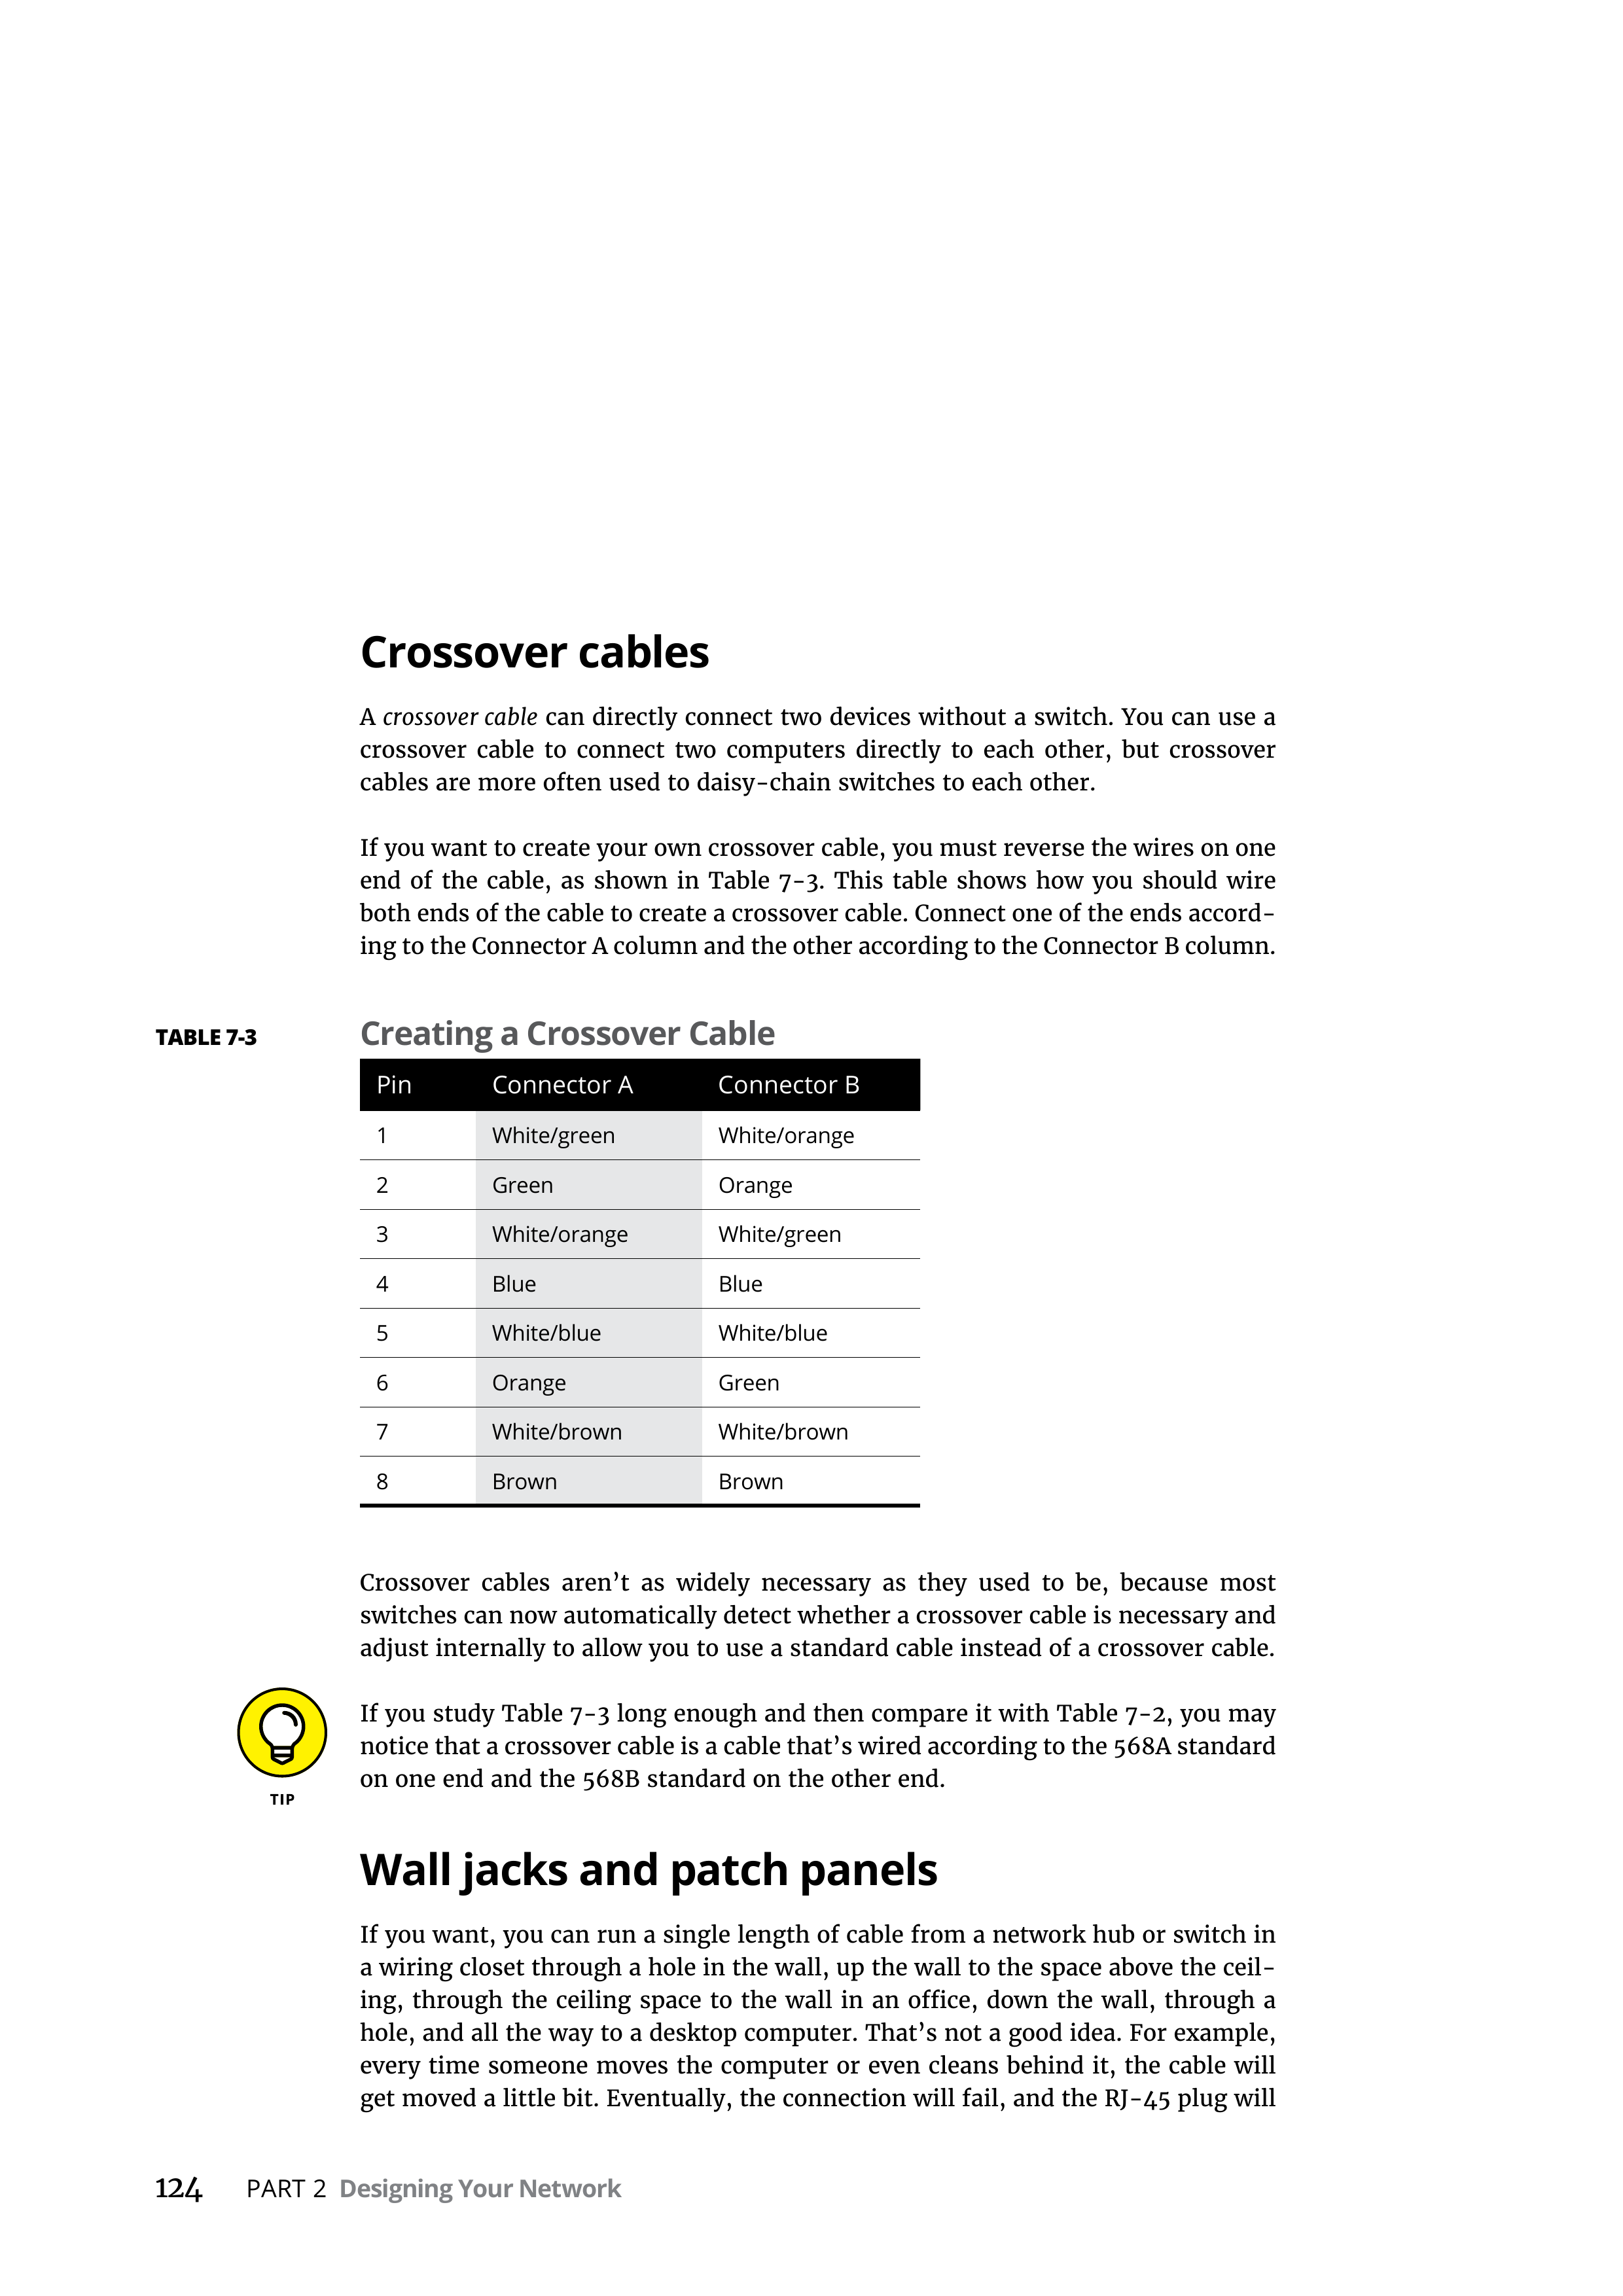 Crossover cables
A crossover cable can directly connect two devices without a switch. You can use a
crossover cable to connect two computers directly to each other, but crossover
cables are more often used to daisy-chain switches to each other.
If you want to create your own crossover cable, you must reverse the wires on one
end of the cable, as shown in Table 7-3. This table shows how you should wire
both ends of the cable to create a crossover cable. Connect one of the ends accord-
ing to the Connector A column and the other according to the Connector B column.
TABLE 7-3 Creating a Crossover Cable
Pin Connector A Connector B
1 White/green White/orange
2 Green Orange
3 White/orange White/green
4 Blue Blue
5 White/blue White/blue
6 Orange Green
7 White/brown White/brown
8 Brown Brown
Crossover cables aren’t as widely necessary as they used to be, because most
switches can now automatically detect whether a crossover cable is necessary and
adjust internally to allow you to use a standard cable instead of a crossover cable.
If you study Table 7-3 long enough and then compare it with Table 7-2, you may
notice that a crossover cable is a cable that’s wired according to the 568A standard
on one end and the 568B standard on the other end.
TIP
Wall jacks and patch panels
If you want, you can run a single length of cable from a network hub or switch in
a wiring closet through a hole in the wall, up the wall to the space above the ceil-
ing, through the ceiling space to the wall in an office, down the wall, through a
hole, and all the way to a desktop computer. That’s not a good idea. For example,
every time someone moves the computer or even cleans behind it, the cable will
get moved a little bit. Eventually, the connection will fail, and the RJ-45 plug will
124 PART 2 Designing Your Network